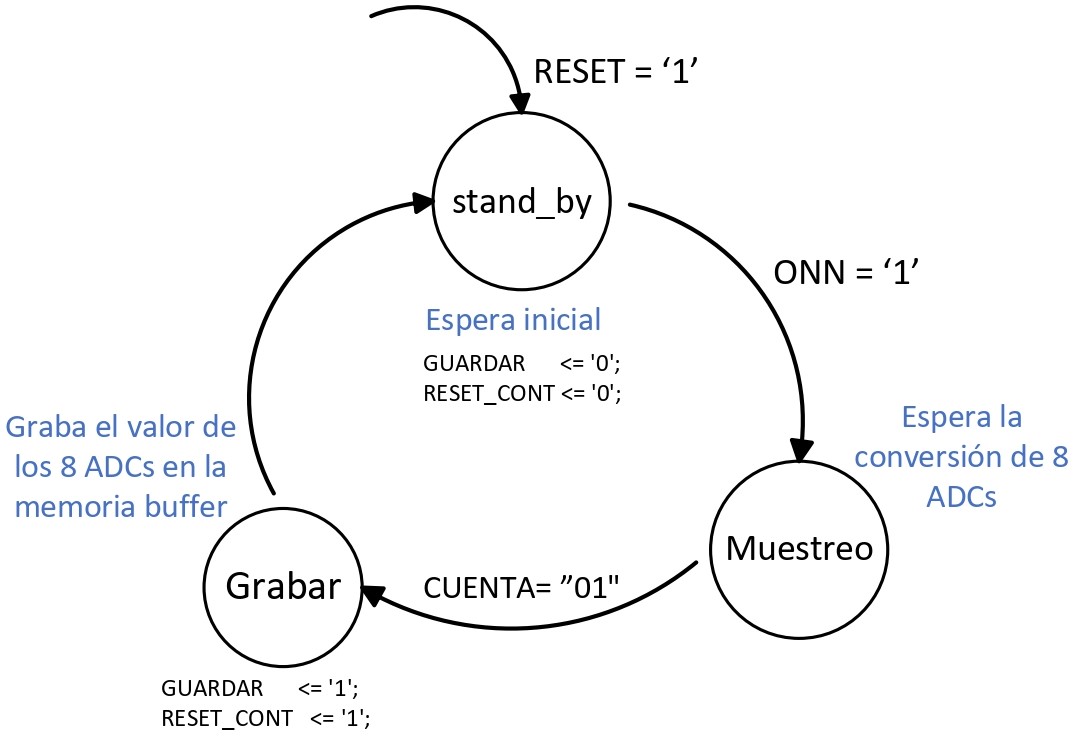 RESET = ‘1’
stand_by
ONN = ‘1’
Espera inicial
GUARDAR <= '0';
RESET_CONT <= '0';
Espera la
conversión de 8
ADCs
Muestreo
Graba el valor de
los 8 ADCs en la
memoria buffer
CUENTA= ”01"
Grabar
GUARDAR <= '1';
RESET_CONT <= '1';